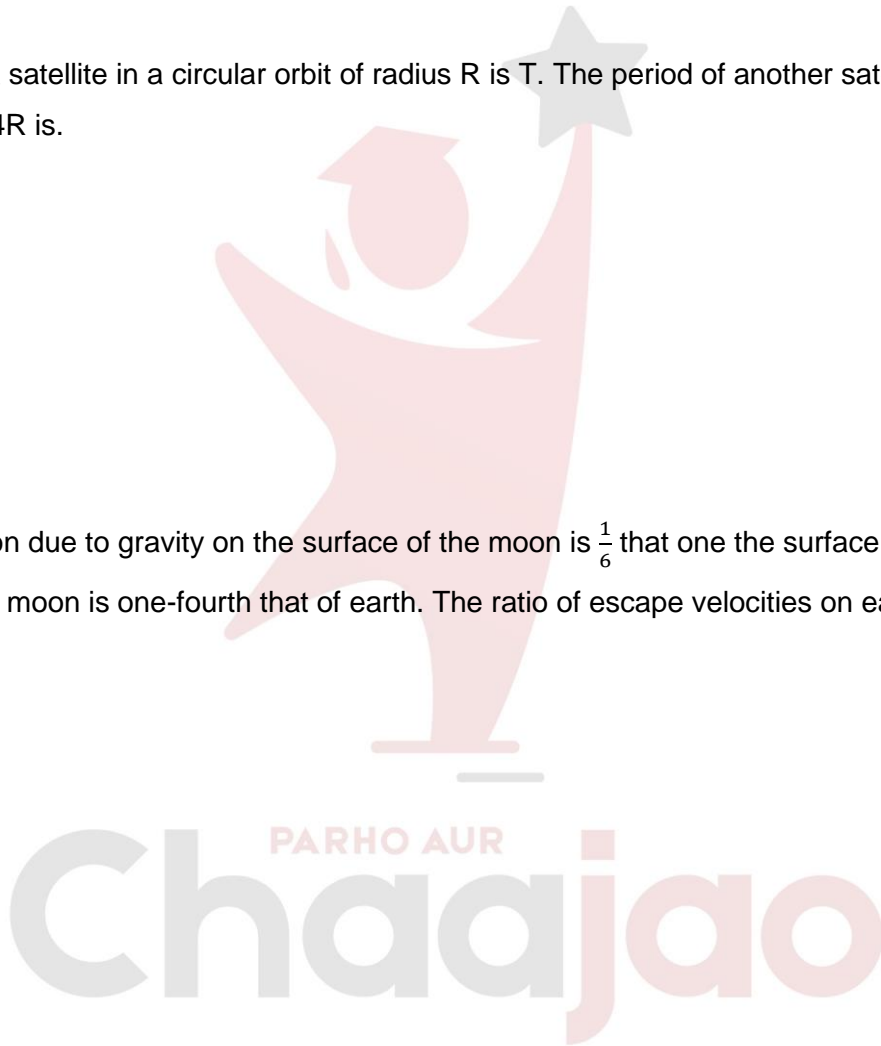 satellite in a circular orbit of radius R is T. The period of another sat
4R is.
on due to gravity on the surface of the moon is 1/6 that one the surface
moon is one-fourth that of earth. The ratio of escape velocities on ea
PARHO AUR
Chaajao